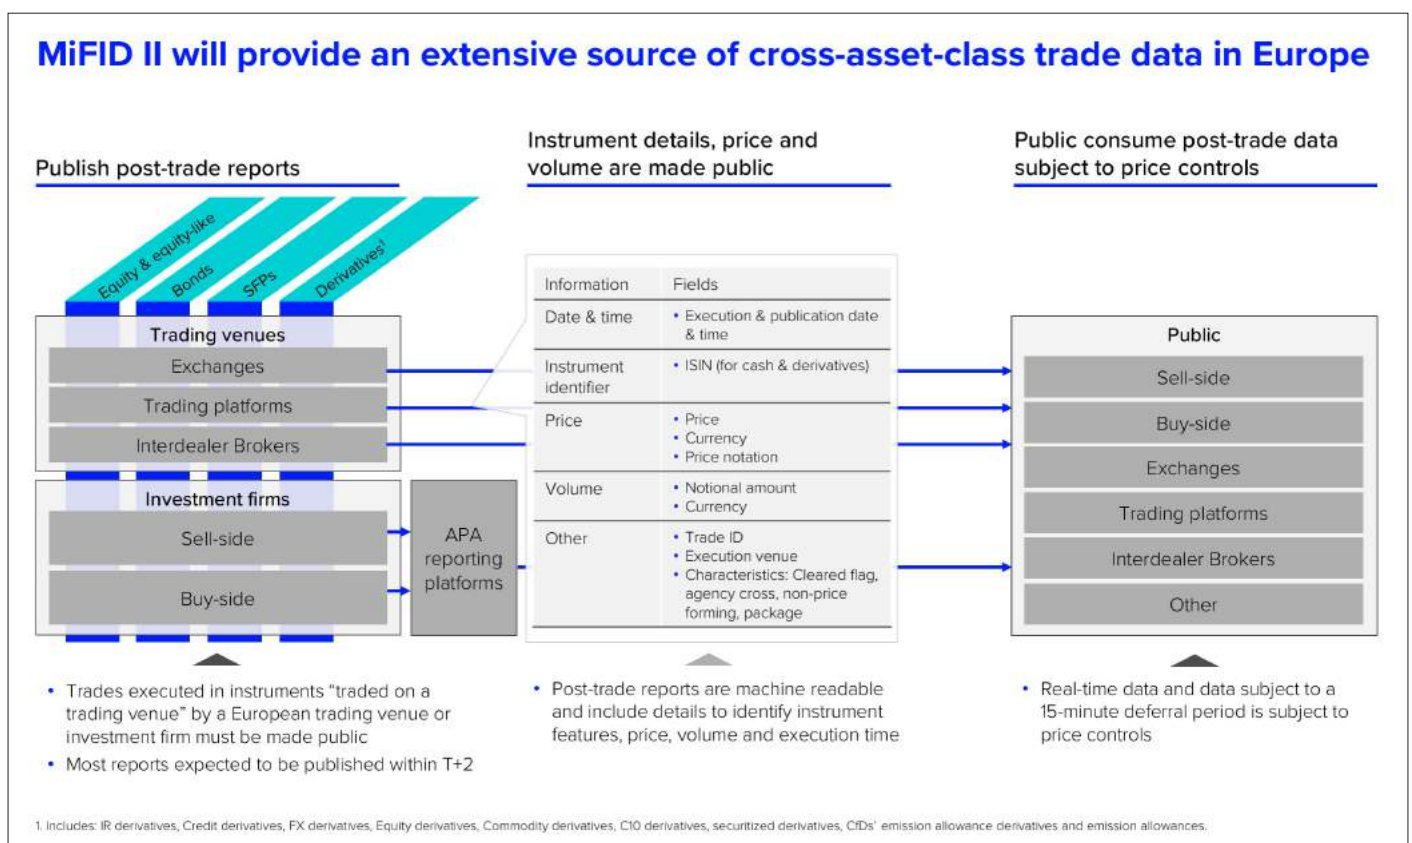 MiFID II will provide an extensive source of cross-asset-class trade data in Europe
Publish post-trade reports
Equity & equity-like
Bonds
SFPs
Derivatives¹
Trading venues
Exchanges
Trading platforms
Interdealer Brokers
Investment firms
Sell-side
Buy-side
APA
reporting
platforms
• Trades executed in instruments “traded on a
trading venue” by a European trading venue or
investment firm must be made public
• Most reports expected to be published within T+2
Instrument details, price and
volume are made public
Information Fields
Date & time • Execution & publication date
& time
Instrument • ISIN (for cash & derivatives)
identifier
Price • Price
• Currency
• Price notation
Volume • Notional amount
• Currency
Other • Trade ID
• Execution venue
• Characteristics: Cleared flag,
agency cross, non-price
forming, package
• Post-trade reports are machine readable
and include details to identify instrument
features, price, volume and execution time
Public consume post-trade data
subject to price controls
Public
Sell-side
Buy-side
Exchanges
Trading platforms
Interdealer Brokers
Other
• Real-time data and data subject to a
15-minute deferral period is subject to
price controls
1. Includes: IR derivatives, Credit derivatives, FX derivatives, Equity derivatives, Commodity derivatives, C10 derivatives, securitized derivatives, CfDs’ emission allowance derivatives and emission allowances.